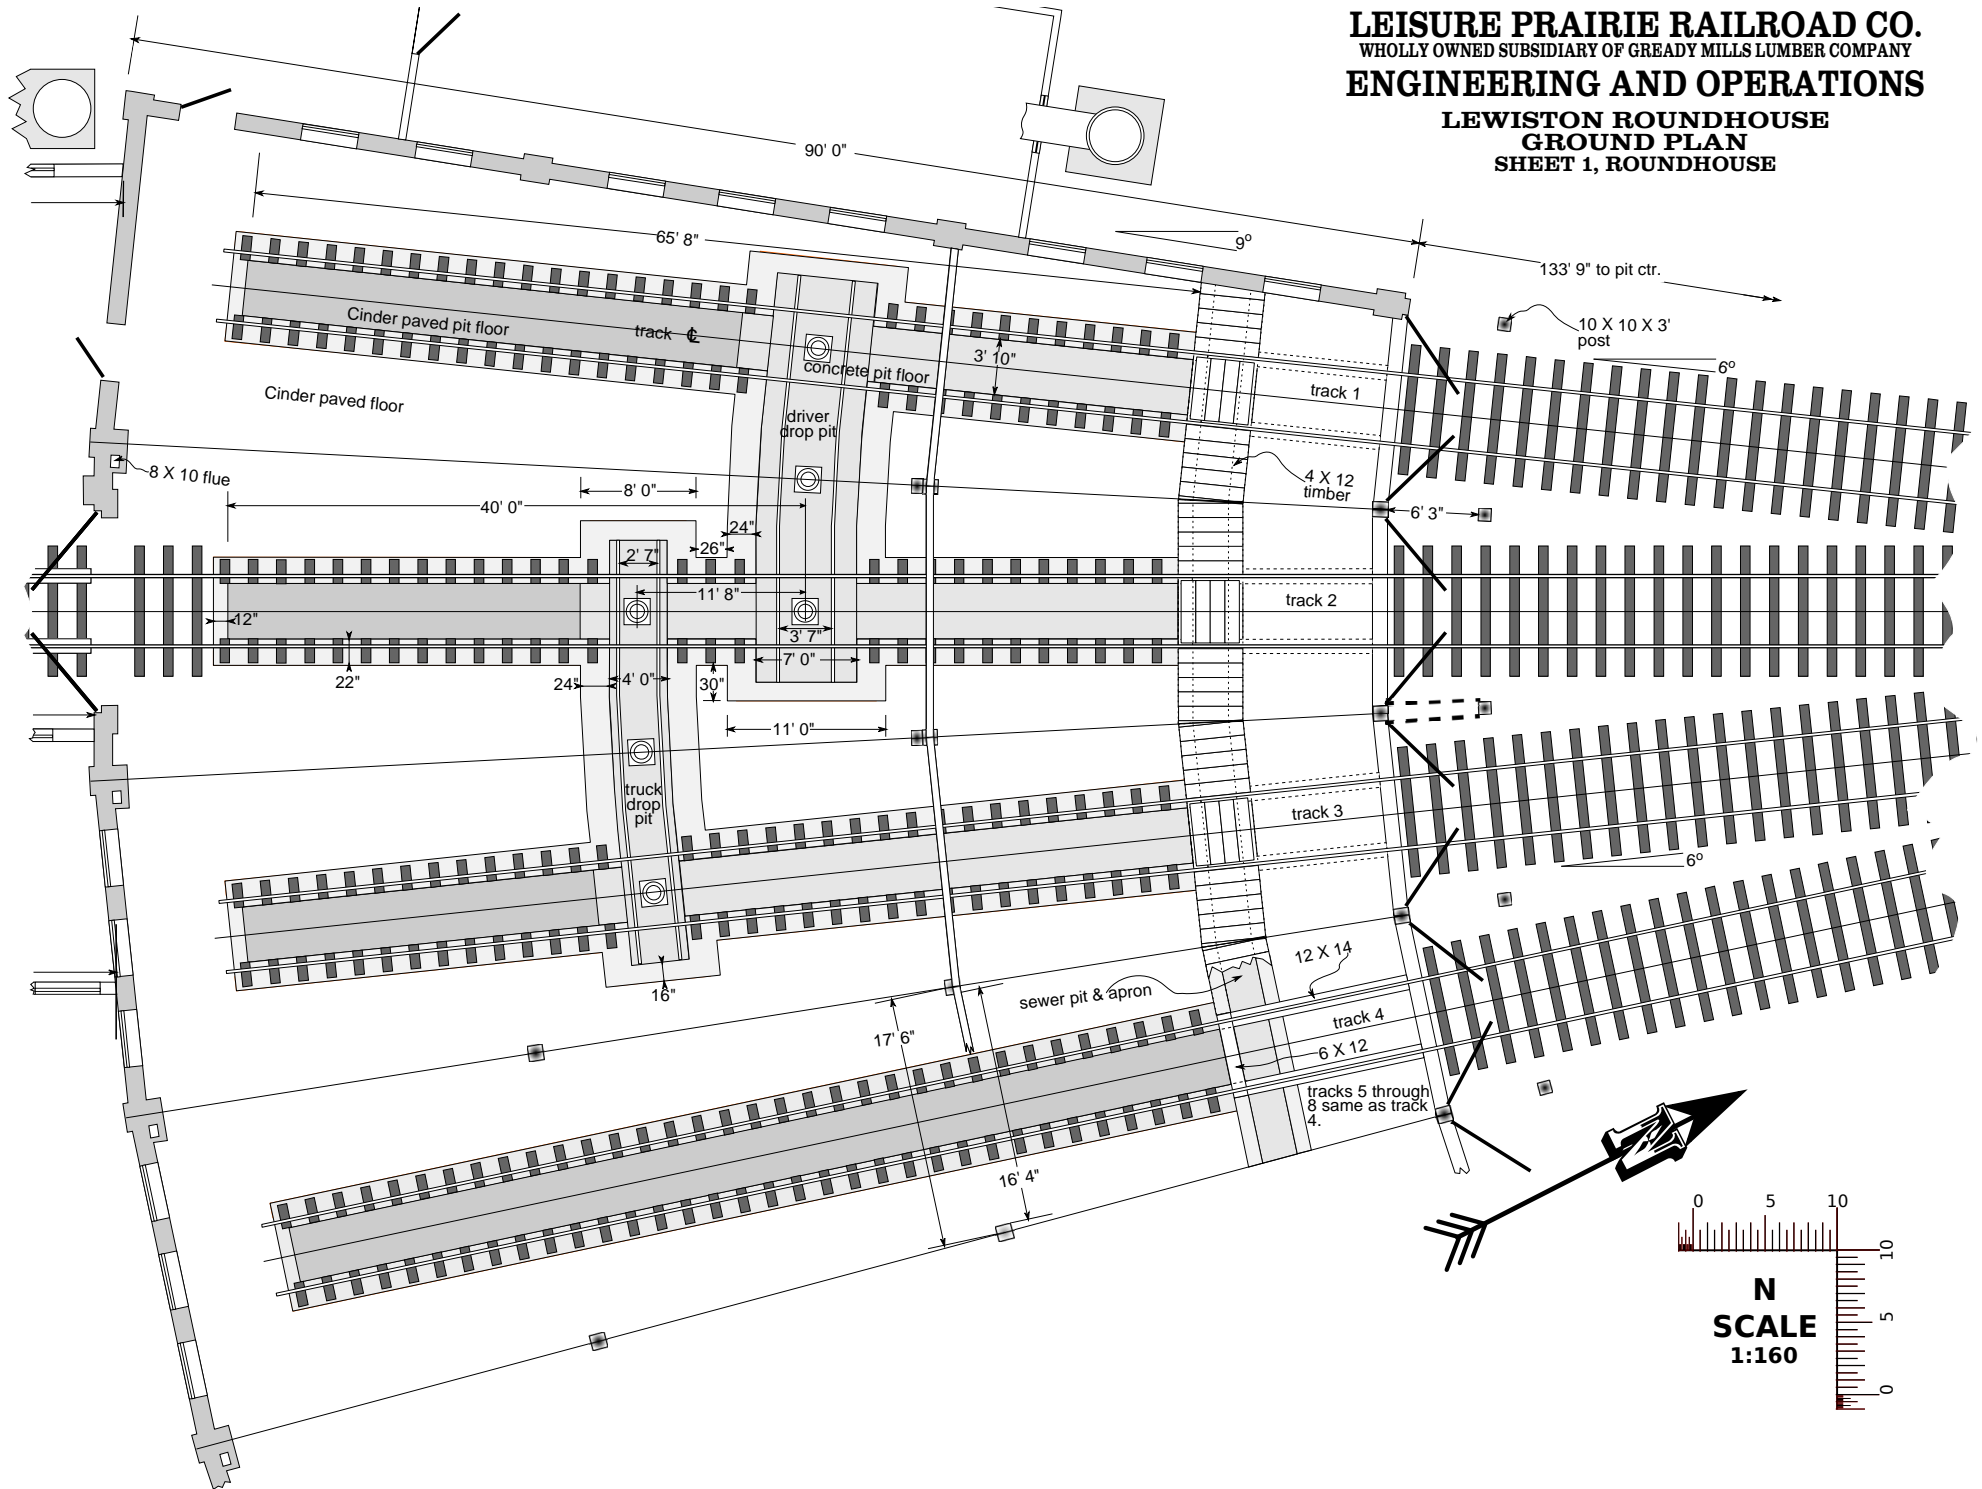 LEISURE PRAIRIE RAILROAD CO.
WHOLLY OWNED SUBSIDIARY OF GREADY MILLS LUMBER COMPANY
ENGINEERING AND OPERATIONS
LEWISTON ROUNDHOUSE
GROUND PLAN
SHEET 1, ROUNDHOUSE
90' 0"
65' 8"
9º
133' 9" to pit ctr.
10 X 10 X 3'
post
6º
Cinder paved pit floor
track ℄
3' 10"
concrete pit floor
track 1
Cinder paved floor
driver
drop pit
8 X 10 flue
8' 0"
4 X 12
timber
40' 0"
6' 3"
24"
26"
2' 7"
11' 8"
track 2
12"
3' 7"
7' 0"
22"
24"
4' 0"
30"
11' 0"
truck
drop
pit
track 3
6º
12 X 14
16"
sewer pit & apron
17' 6"
track 4
6 X 12
tracks 5 through
8 same as track
4.
16' 4"
N
0 5 10
10
5
0
N
SCALE
1:160